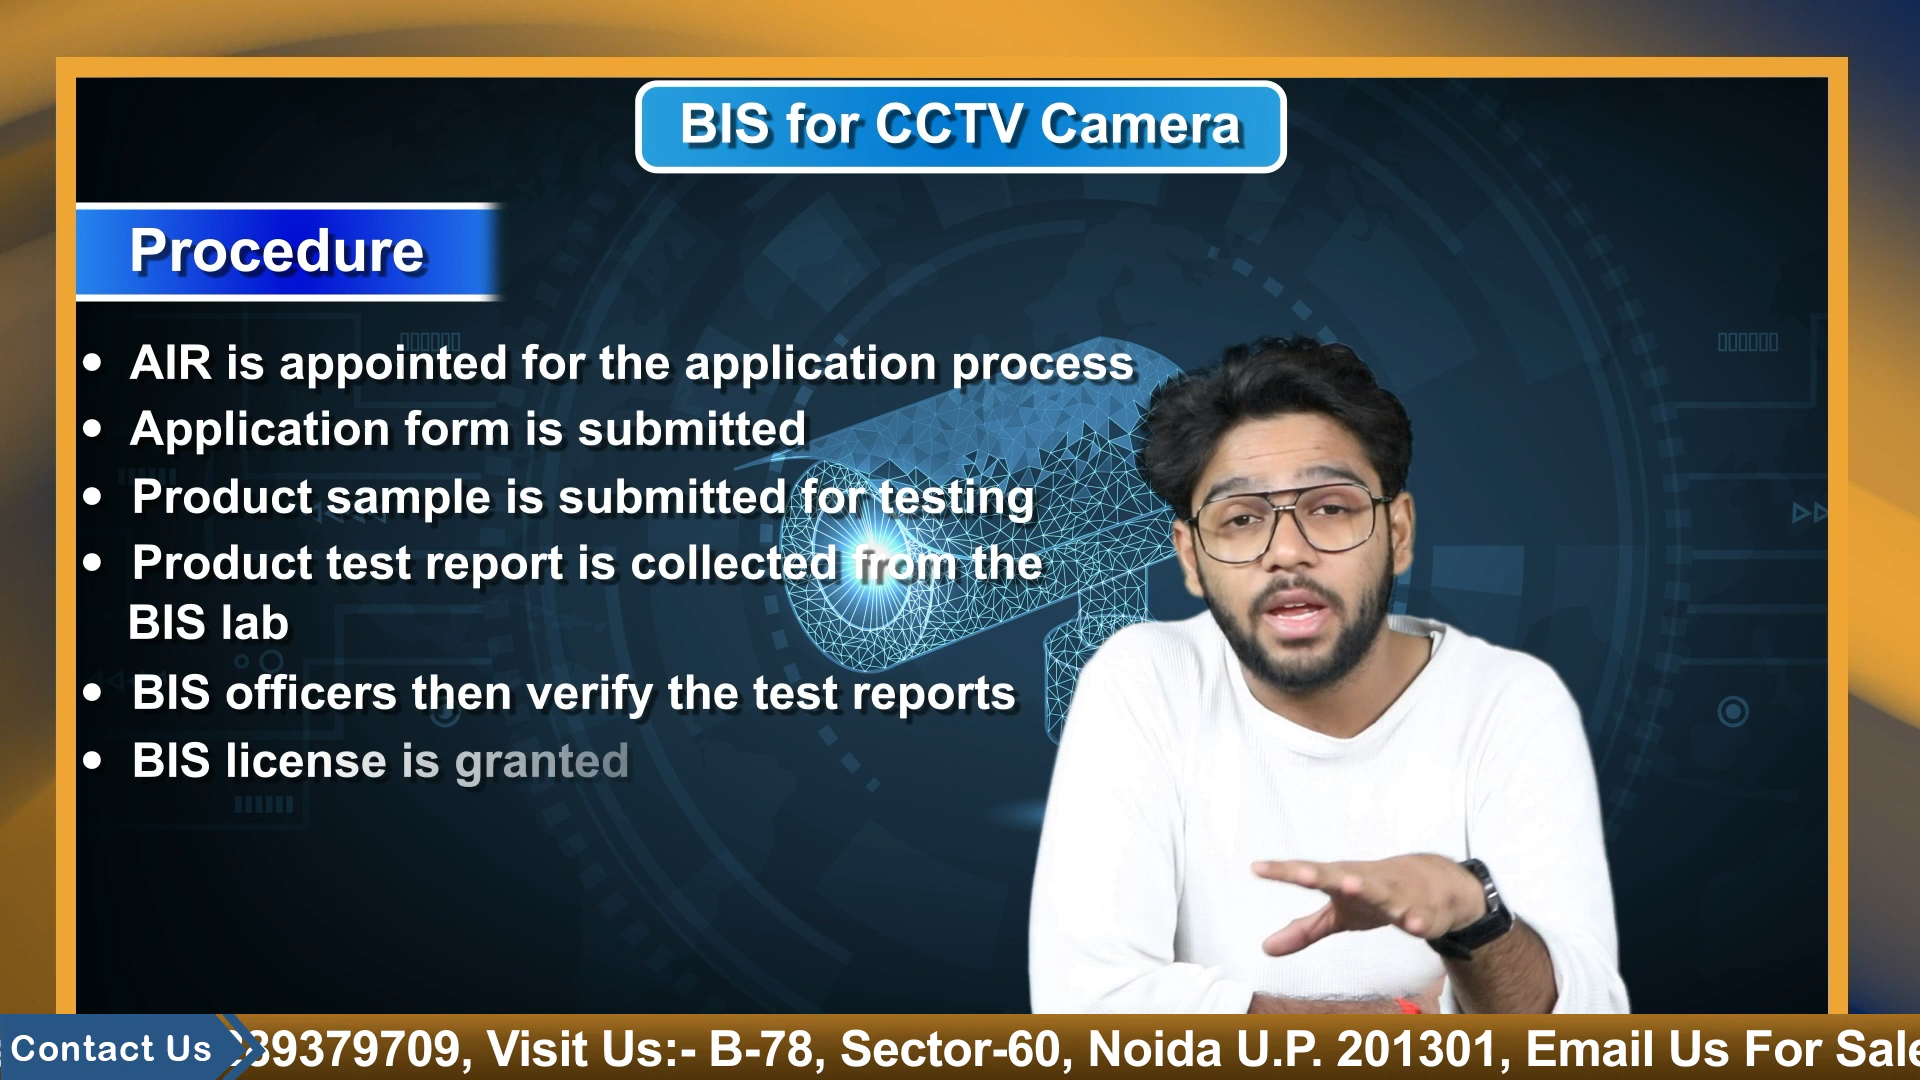 BIS for CCTV Camera
Procedure
• AIR is appointed for the application process
• Application form is submitted
• Product sample is submitted for testing
• Product test report is collected from the
BIS lab
• BIS officers then verify the test reports
• BIS license is granted
Contact Us
39379709, Visit Us:- B-78, Sector-60, Noida U.P. 201301, Email Us For Sale